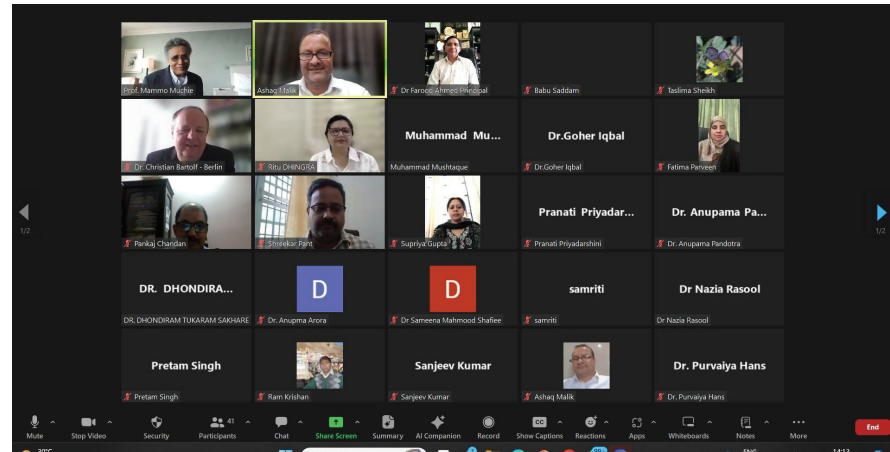 Prof. Mammo Muchie
Ashaq Malik
Dr Farooq Ahmed Principal
Babu Saddam
Taslima Sheikh
Dr. Christian Bartolf - Berlin
Ritu DHINGRA
Muhammad Mu...
Muhammad Mushtaque
Dr.Goher Iqbal
Dr.Goher Iqbal
Fatima Parveen
1/2
1/2
Pankaj Chandan
Shreekar Pant
Supriya Gupta
Pranati Priyadar...
Pranati Priyadarshini
Dr. Anupama Pa...
Dr. Anupama Pandotra
DR. DHONDIRA...
DR. DHONDIRAM TUKARAM SAKHARE
D
Dr. Anupma Arora
D
Dr Sameena Mahmood Shafiee
samriti
samriti
Dr Nazia Rasool
Dr Nazia Rasool
Pretam Singh
Pretam Singh
Ram Krishan
Sanjeev Kumar
Sanjeev Kumar
Ashaq Malik
Dr. Purvaiya Hans
Dr. Purvaiya Hans
Mute
Stop Video
Security
Participants
41
Chat
Share Screen
Summary
AI Companion
Record
CC
Show Captions
Reactions
Apps
Whiteboards
Notes
More
End
30°C
ENG
14:13